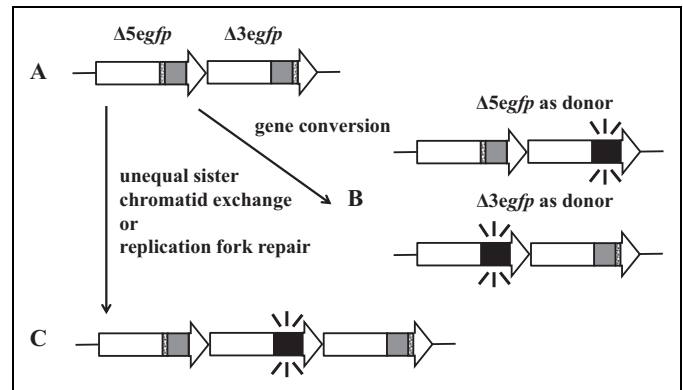 Δ5egfp Δ3egfp
A
Δ5egfp as donor
gene conversion
unequal sister
chromatid exchange
or
replication fork repair
B
Δ3egfp as donor
C